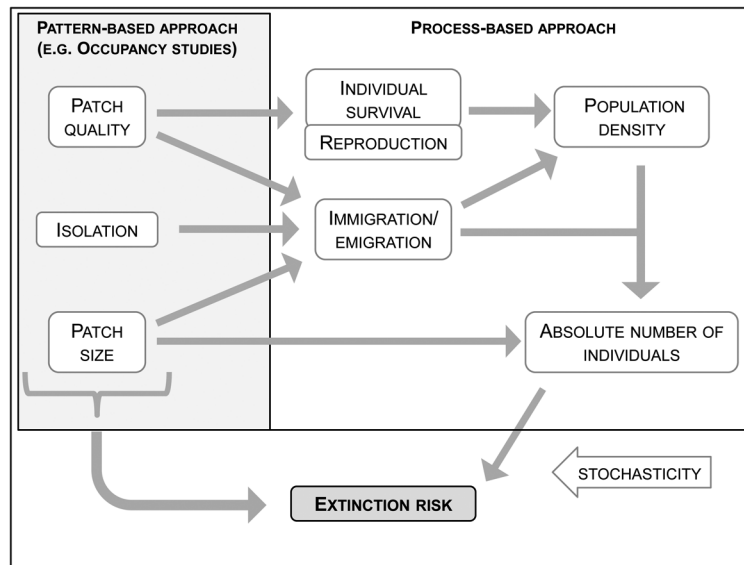 PATTERN-BASED APPROACH
(E.G. OCCUPANCY STUDIES)
PROCESS-BASED APPROACH
PATCH
QUALITY
INDIVIDUAL
SURVIVAL
REPRODUCTION
POPULATION
DENSITY
ISOLATION
IMMIGRATION/
EMIGRATION
PATCH
SIZE
ABSOLUTE NUMBER OF
INDIVIDUALS
STOCHASTICITY
EXTINCTION RISK